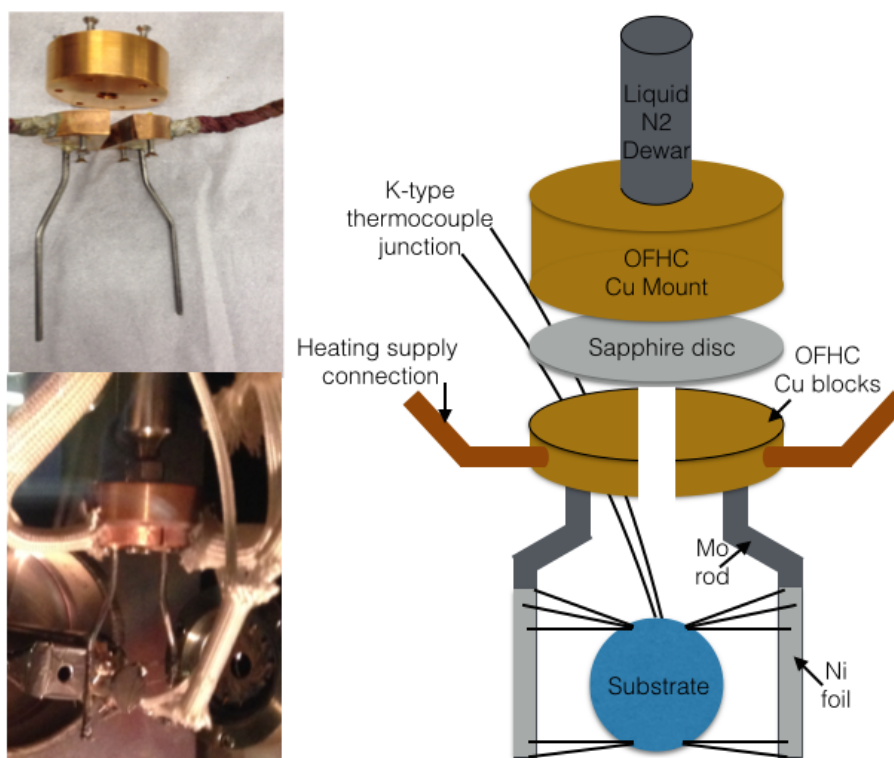 Liquid
N2
Dewar
K-type
thermocouple
junction
OFHC
Cu Mount
Heating supply
connection
Sapphire disc
OFHC
Cu blocks
Mo
rod
Substrate
Ni
foil